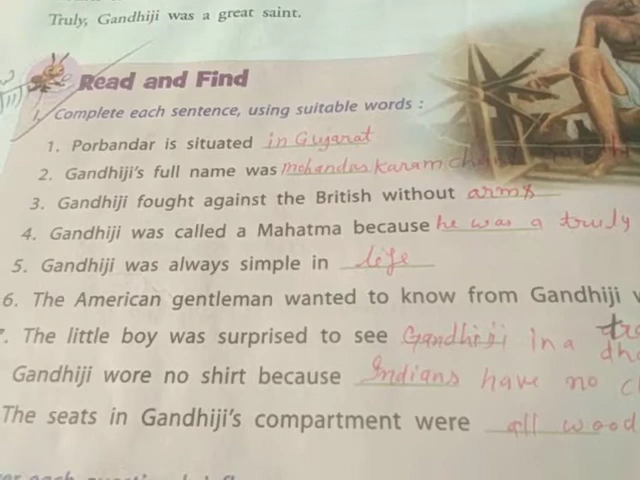 Truly, Gandhiji was a great saint.
Read and Find
1. Complete each sentence, using suitable words :
1. Porbandar is situated in Gujarat
2. Gandhiji's full name was Mohandas Karam
3. Gandhiji fought against the British without arms
4. Gandhiji was called a Mahatma because he was a truly
5. Gandhiji was always simple in life
6. The American gentleman wanted to know from Gandhiji
7. The little boy was surprised to see Gandhiji in a
Gandhiji wore no shirt because Indians have no
The seats in Gandhiji's compartment were all wood